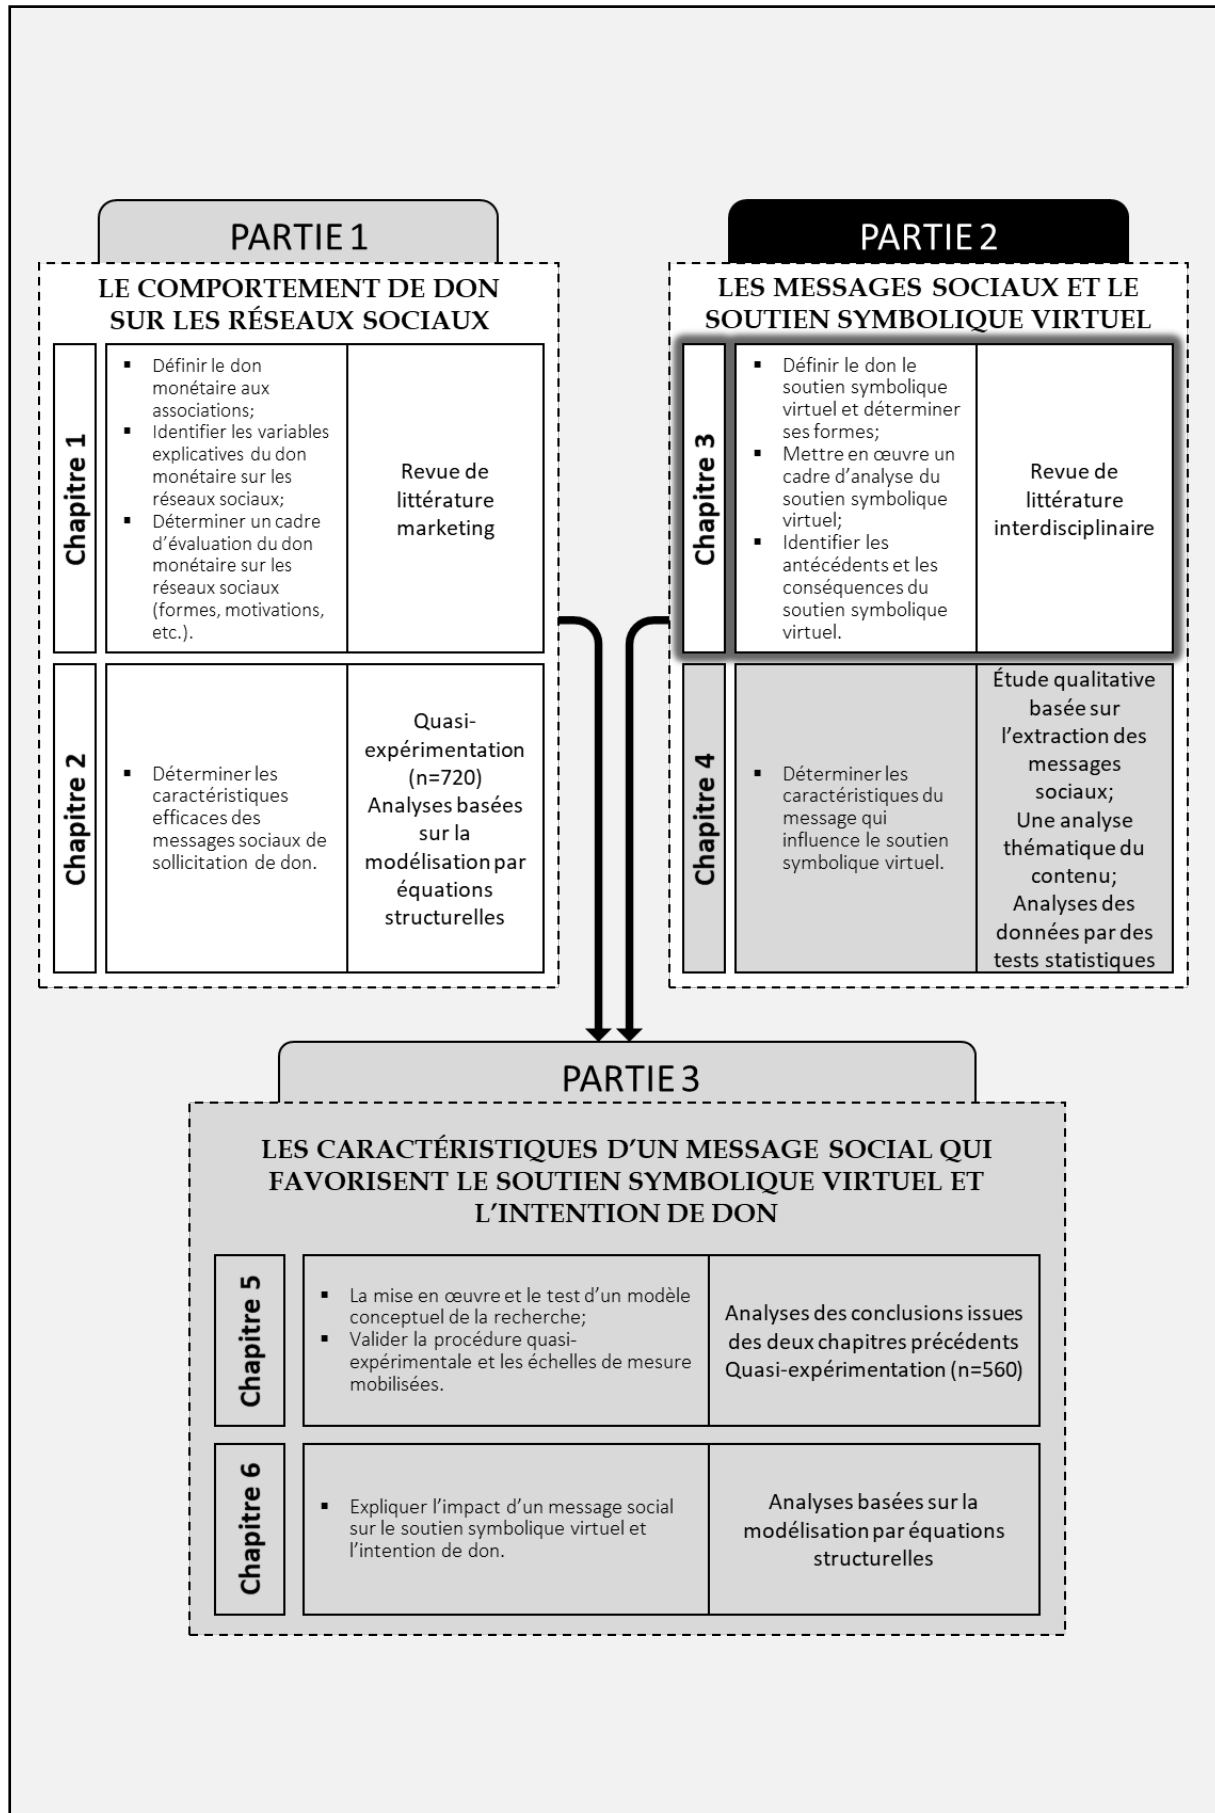 PARTIE 1
LE COMPORTEMENT DE DON
SUR LES RÉSEAUX SOCIAUX
Chapitre 1
▪ Définir le don
monétaire aux
associations;
▪ Identifier les variables
explicatives du don
monétaire sur les
réseaux sociaux;
▪ Déterminer un cadre
d’évaluation du don
monétaire sur les
réseaux sociaux
(formes, motivations,
etc.).
Revue de
littérature
marketing
Chapitre 2
▪ Déterminer les
caractéristiques
efficaces des
messages sociaux de
sollicitation de don.
Quasi-
expérimentation
(n=720)
Analyses basées
sur la
modélisation par
équations
structurelles
PARTIE 2
LES MESSAGES SOCIAUX ET LE
SOUTIEN SYMBOLIQUE VIRTUEL
Chapitre 3
▪ Définir le don le
soutien symbolique
virtuel et déterminer
ses formes;
▪ Mettre en œuvre un
cadre d’analyse du
soutien symbolique
virtuel;
▪ Identifier les
antécédents et les
conséquences du
soutien symbolique
virtuel.
Revue de
littérature
interdisciplinaire
Chapitre 4
▪ Déterminer les
caractéristiques du
message qui
influence le soutien
symbolique virtuel.
Étude qualitative
basée sur
l’extraction des
messages
sociaux;
Une analyse
thématique du
contenu;
Analyses des
données par des
tests statistiques
PARTIE 3
LES CARACTÉRISTIQUES D’UN MESSAGE SOCIAL QUI
FAVORISENT LE SOUTIEN SYMBOLIQUE VIRTUEL ET
L’INTENTION DE DON
Chapitre 5
▪ La mise en œuvre et le test d’un modèle
conceptuel de la recherche;
▪ Valider la procédure quasi-
expérimentale et les échelles de mesure
mobilisées.
Analyses des conclusions issues
des deux chapitres précédents
Quasi-expérimentation (n=560)
Chapitre 6
▪ Expliquer l’impact d’un message social
sur le soutien symbolique virtuel et
l’intention de don.
Analyses basées sur la
modélisation par équations
structurelles